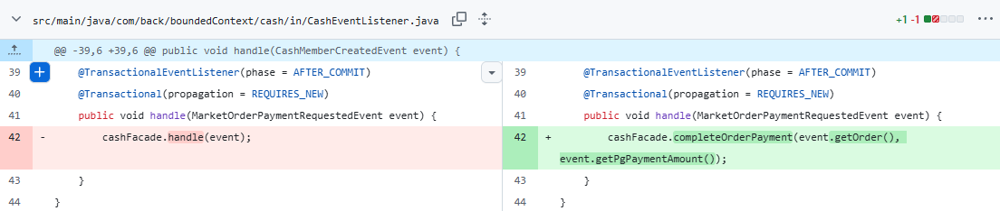 src/main/java/com/back/boundedContext/cash/in/CashEventListener.java
+1 -1
@@ -39,6 +39,6 @@ public void handle(CashMemberCreatedEvent event) {
39 @TransactionalEventListener(phase = AFTER_COMMIT)
40 @Transactional(propagation = REQUIRES_NEW)
41 public void handle(MarketOrderPaymentRequestedEvent event) {
42 - cashFacade.handle(event);
43 }
44 }
39 @TransactionalEventListener(phase = AFTER_COMMIT)
40 @Transactional(propagation = REQUIRES_NEW)
41 public void handle(MarketOrderPaymentRequestedEvent event) {
42 + cashFacade.completeOrderPayment(event.getOrder(),
event.getPgPaymentAmount());
43 }
44 }